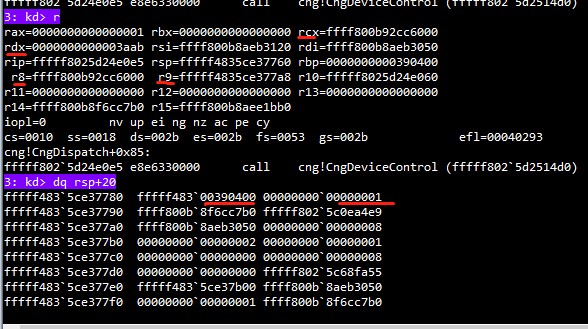 fffff802`5d24e0e5 e8e6330000      call    cng!CngDeviceControl (fffff802`5d2514d0)
3: kd> r
rax=0000000000000001 rbx=0000000000000000 rcx=ffff800b92cc6000
rdx=0000000000003aab rsi=ffff800b8aeb3120 rdi=ffff800b8aeb3050
rip=fffff8025d24e0e5 rsp=fffff4835ce37760 rbp=0000000000390400
r8=ffff800b92cc6000  r9=fffff4835ce377a8 r10=fffff8025d24e060
r11=0000000000000000 r12=0000000000000000 r13=0000000000000000
r14=ffff800b8f6cc7b0 r15=ffff800b8aee1bb0
iopl=0         nv up ei ng nz ac pe cy
cs=0010  ss=0018  ds=002b  es=002b  fs=0053  gs=002b             efl=00040293
cng!CngDispatch+0x85:
fffff802`5d24e0e5 e8e6330000      call    cng!CngDeviceControl (fffff802`5d2514d0)
3: kd> dq rsp+20
fffff483`5ce37780  fffff483`00390400 00000000`00000001
fffff483`5ce37790  ffff800b`8f6cc7b0 fffff802`5c0ea4e9
fffff483`5ce377a0  ffff800b`8aeb3050 00000000`00000008
fffff483`5ce377b0  00000000`00000002 00000000`00000001
fffff483`5ce377c0  ffff800b`8f6cc7b0 00000000`00000008
fffff483`5ce377d0  00000000`00000000 fffff802`5c68fa55
fffff483`5ce377e0  fffff483`5ce37b00 ffff800b`8aeb3050
fffff483`5ce377f0  00000000`00000001 ffff800b`8f6cc7b0